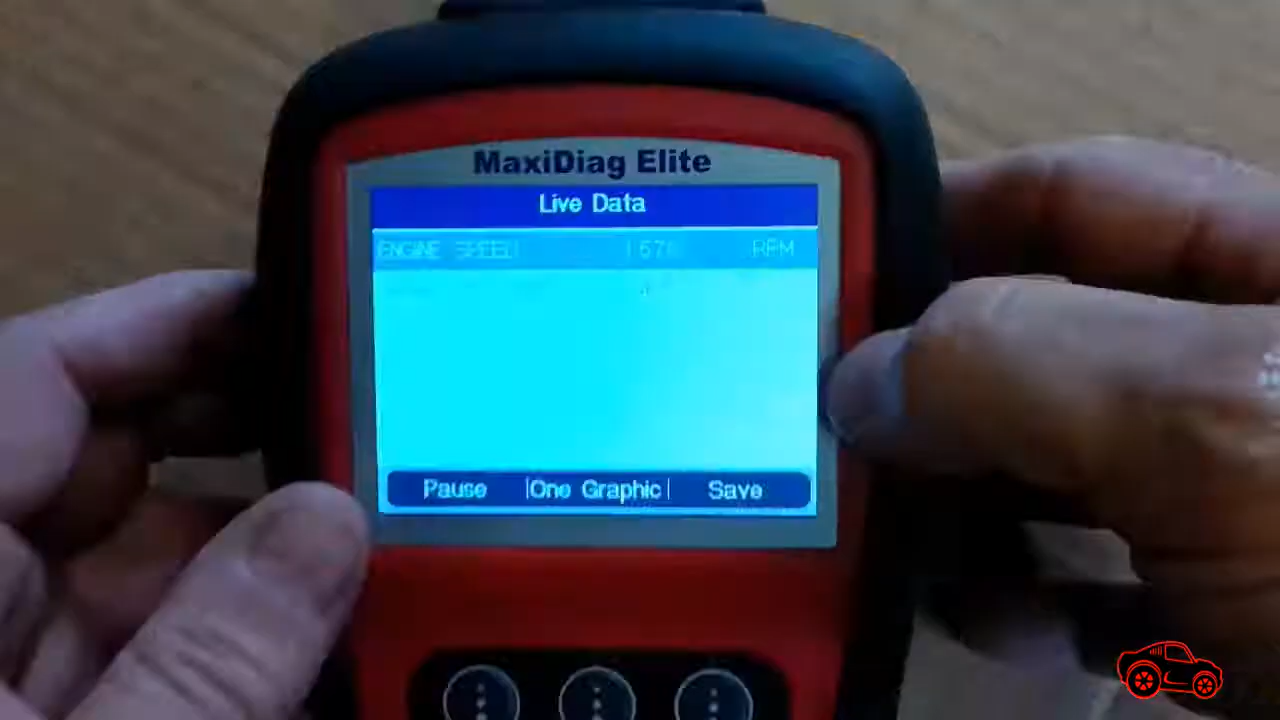 MaxiDiag Elite
Live Data
ENGINE SPEED RPM
Pause One Graphic Save